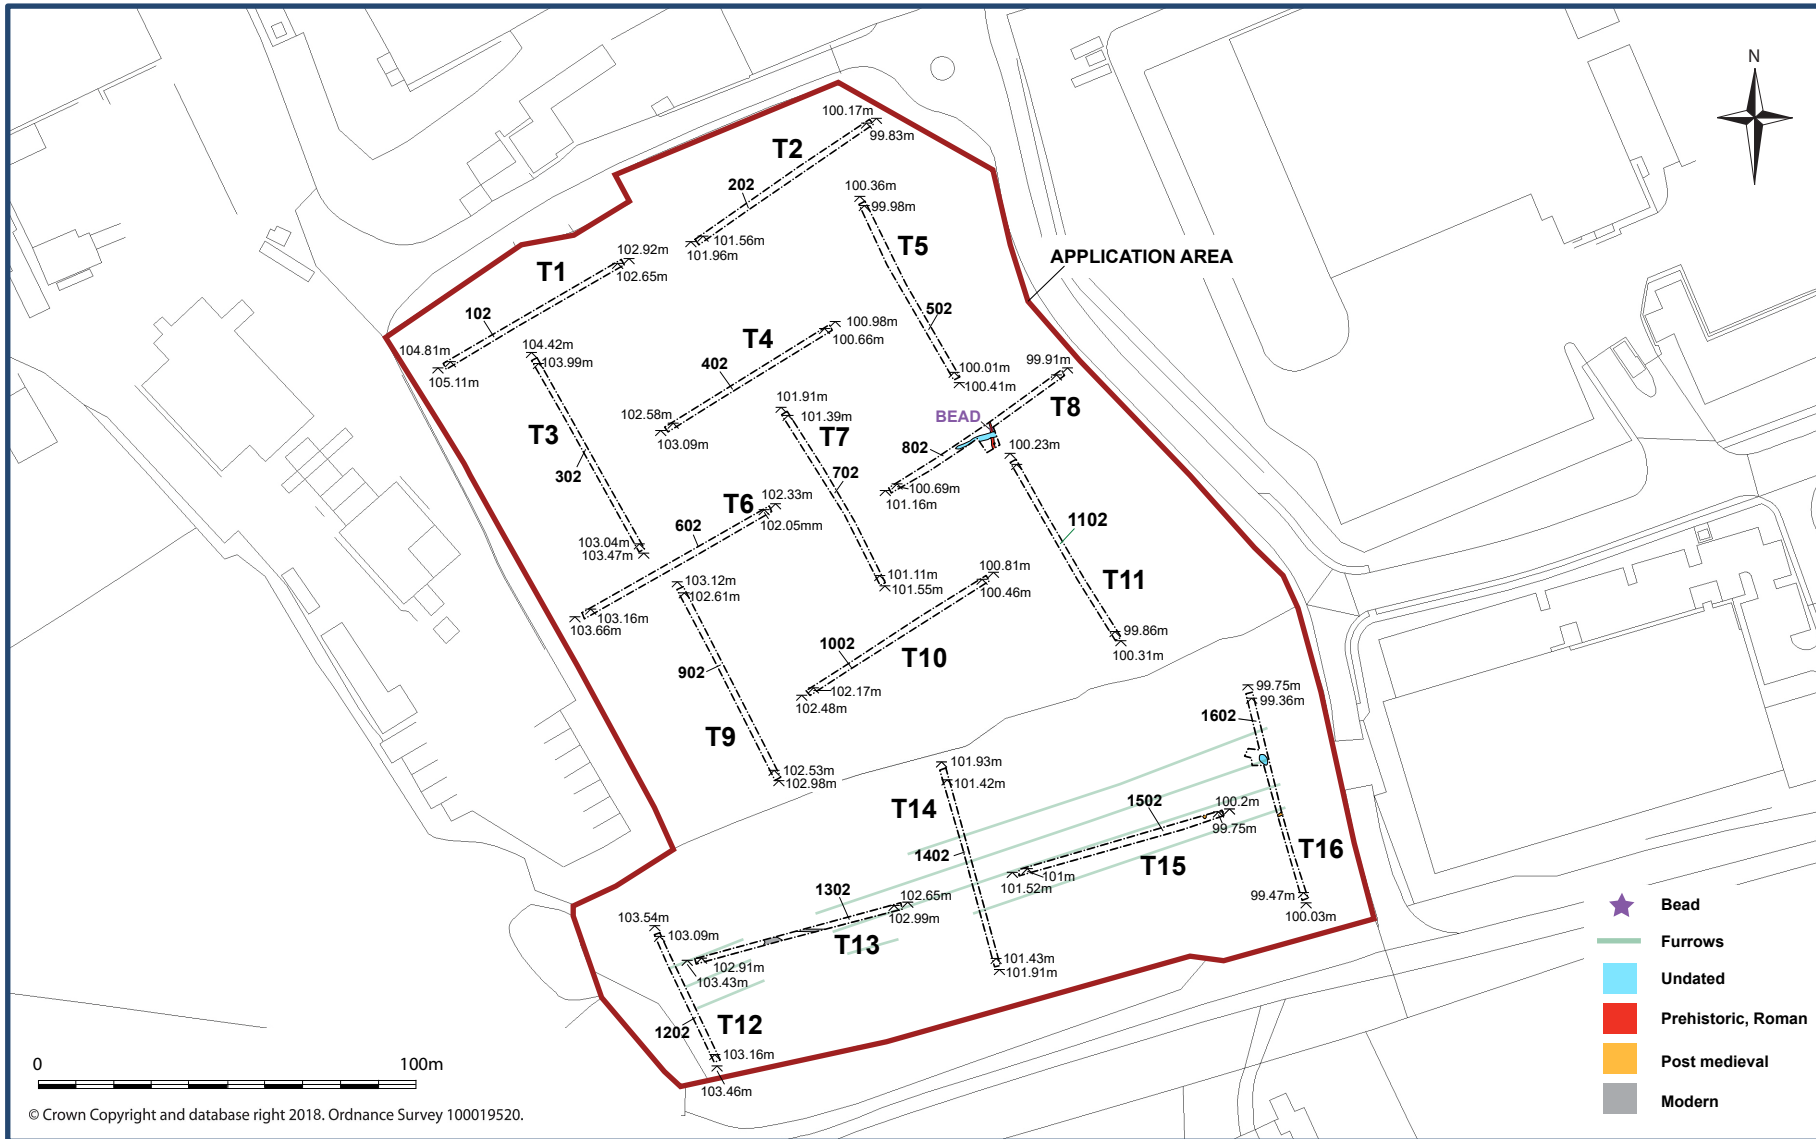 N
100.17m
99.83m
T2
202
101.56m
101.96m
100.36m
99.98m
T5
APPLICATION AREA
102.92m
102.65m
T1
102
104.81m
105.11m
502
100.01m
100.41m
104.42m
103.99m
T3
302
103.04m
103.47m
100.98m
100.66m
T4
402
102.58m
103.09m
99.91m
T8
BEAD
802
100.69m
101.16m
101.91m
101.39m
T7
702
101.11m
101.55m
100.23m
1102
T11
99.86m
100.31m
102.33m
102.05mm
T6
602
103.16m
103.66m
103.12m
102.61m
902
T9
102.53m
102.98m
100.81m
100.46m
1002
T10
102.17m
102.48m
99.75m
99.36m
1602
T16
99.47m
100.03m
101.93m
101.42m
T14
1402
101.43m
101.91m
1502
100.2m
99.75m
T15
101m
101.52m
1302
102.65m
102.99m
T13
102.91m
103.43m
103.54m
103.09m
T12
1202
103.16m
103.46m
Bead
Furrows
Undated
Prehistoric, Roman
Post medieval
Modern
0 100m
© Crown Copyright and database right 2018. Ordnance Survey 100019520.